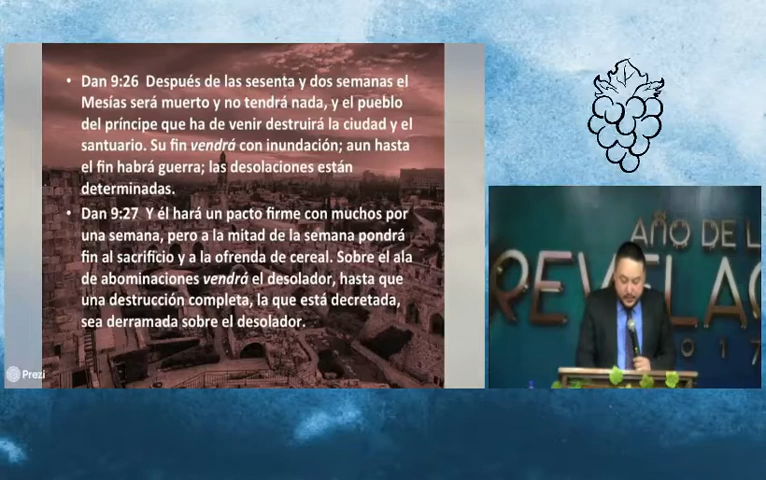 • Dan 9:26 Después de las sesenta y dos semanas el
Mesías será muerto y no tendrá nada, y el pueblo
del príncipe que ha de venir destruirá la ciudad y el
santuario. Su fin vendrá con inundación; aun hasta
el fin habrá guerra; las desolaciones están
determinadas.
• Dan 9:27 Y él hará un pacto firme con muchos por
una semana, pero a la mitad de la semana pondrá
fin al sacrificio y a la ofrenda de cereal. Sobre el ala
de abominaciones vendrá el desolador, hasta que
una destrucción completa, la que está decretada,
sea derramada sobre el desolador.
Prezi
AÑO DE L
REVELAC
017